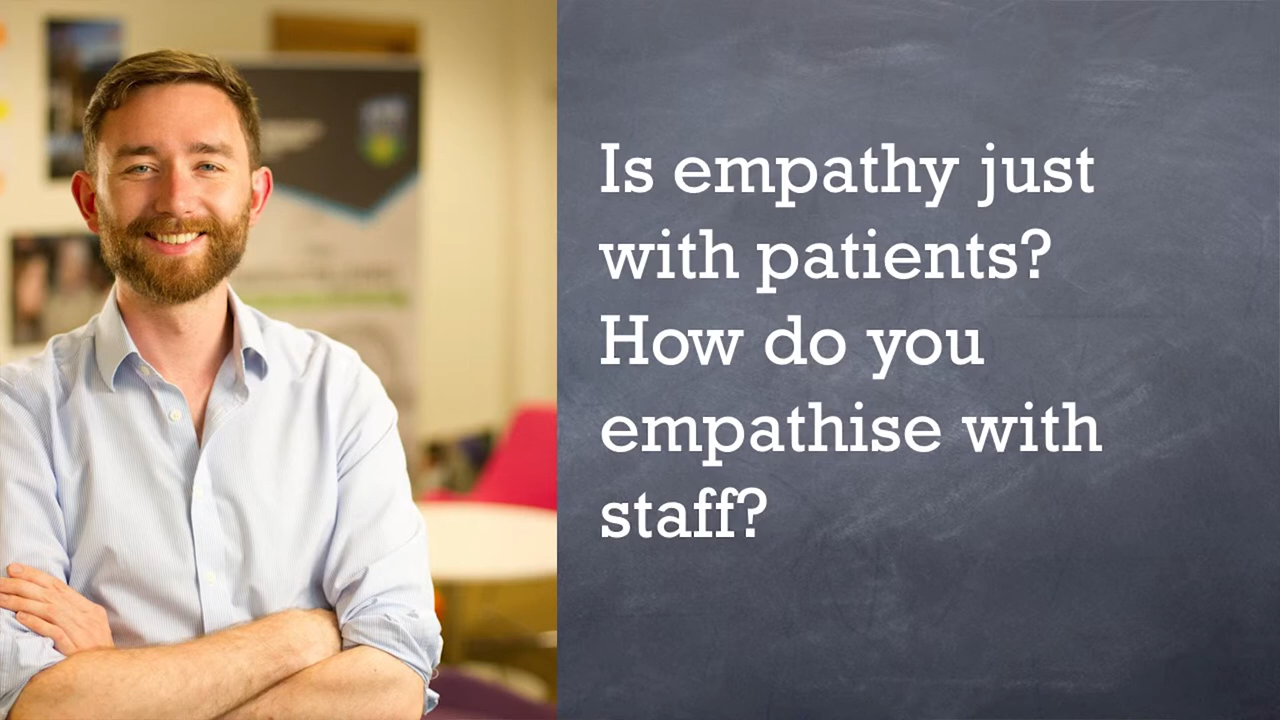 Is empathy just
with patients?
How do you
empathise with
staff?